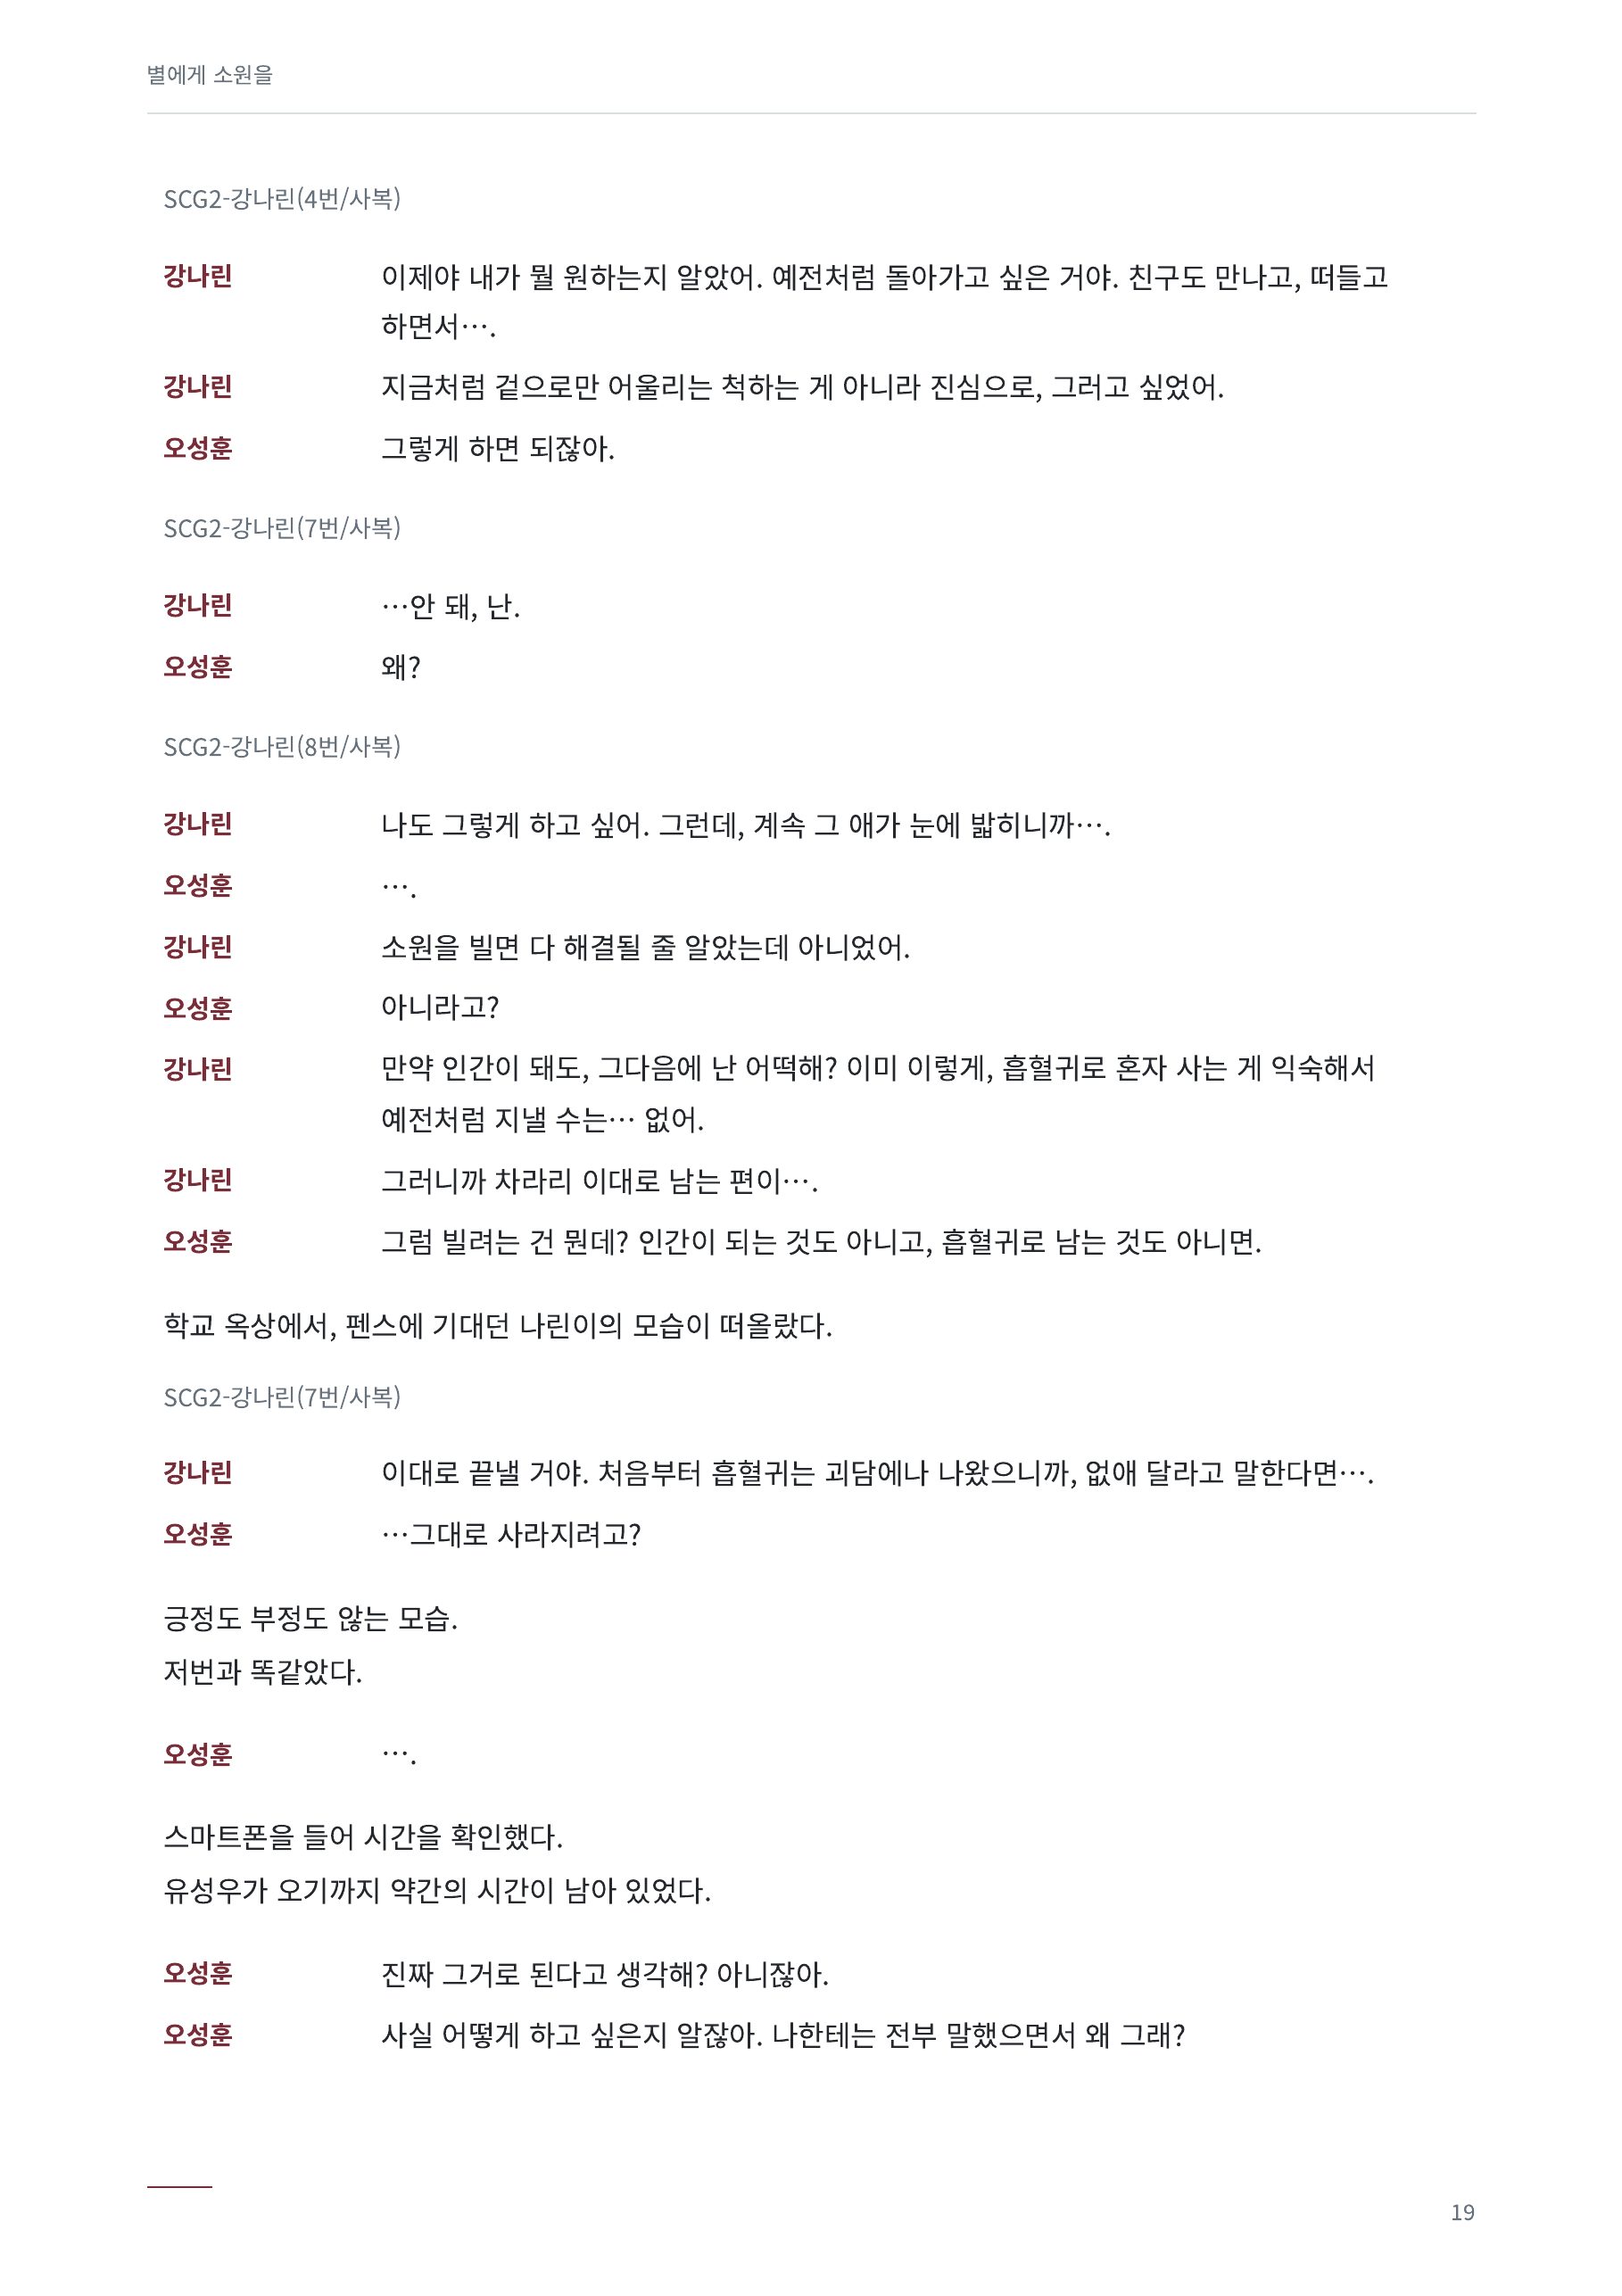 별에게 소원을
SCG2-강나린(4번/사복)
강나린 이제야 내가 뭘 원하는지 알았어. 예전처럼 돌아가고 싶은 거야. 친구도 만나고, 떠들고
하면서….
강나린 지금처럼 겉으로만 어울리는 척하는 게 아니라 진심으로, 그러고 싶었어.
오성훈 그렇게 하면 되잖아.
SCG2-강나린(7번/사복)
강나린 …안 돼, 난.
오성훈 왜?
SCG2-강나린(8번/사복)
강나린 나도 그렇게 하고 싶어. 그런데, 계속 그 애가 눈에 밟히니까….
오성훈 ….
강나린 소원을 빌면 다 해결될 줄 알았는데 아니었어.
오성훈 아니라고?
강나린 만약 인간이 돼도, 그다음에 난 어떡해? 이미 이렇게, 흡혈귀로 혼자 사는 게 익숙해서
예전처럼 지낼 수는… 없어.
강나린 그러니까 차라리 이대로 남는 편이….
오성훈 그럼 빌려는 건 뭔데? 인간이 되는 것도 아니고, 흡혈귀로 남는 것도 아니면.
학교 옥상에서, 펜스에 기대던 나린이의 모습이 떠올랐다.
SCG2-강나린(7번/사복)
강나린 이대로 끝낼 거야. 처음부터 흡혈귀는 괴담에나 나왔으니까, 없애 달라고 말한다면….
오성훈 …그대로 사라지려고?
긍정도 부정도 않는 모습.
저번과 똑같았다.
오성훈 ….
스마트폰을 들어 시간을 확인했다.
유성우가 오기까지 약간의 시간이 남아 있었다.
오성훈 진짜 그거로 된다고 생각해? 아니잖아.
오성훈 사실 어떻게 하고 싶은지 알잖아. 나한테는 전부 말했으면서 왜 그래?
19